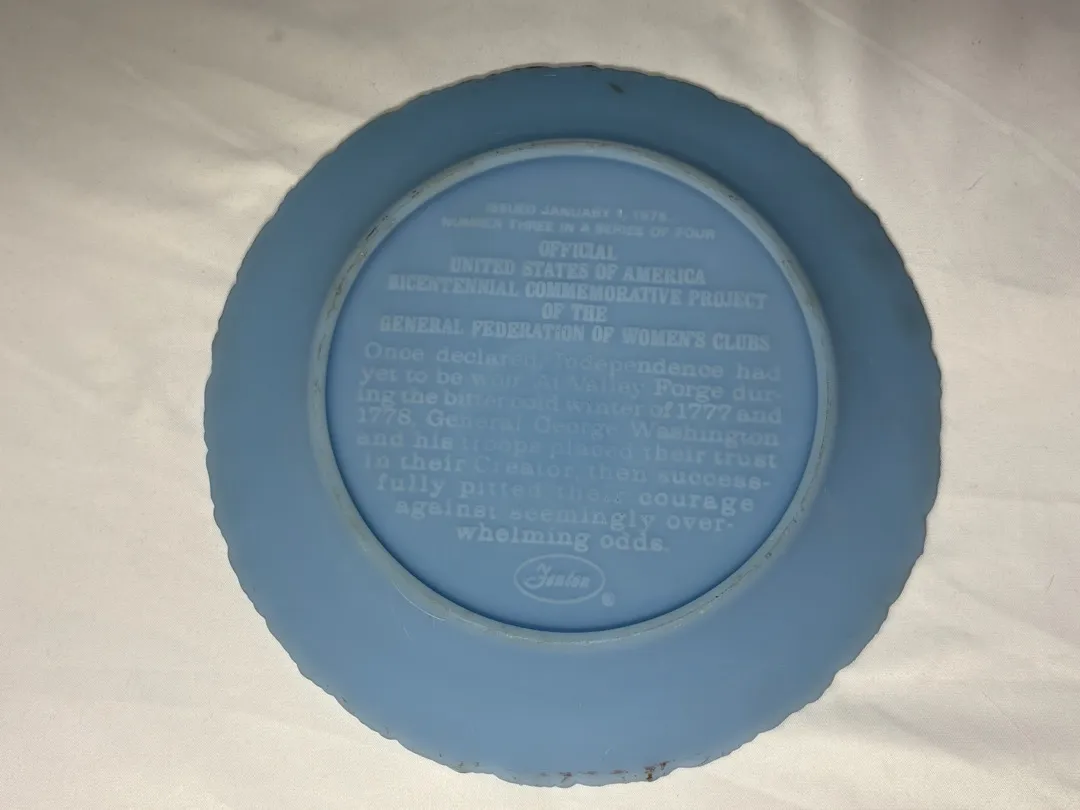 ISSUED JANUARY 1, 1976
NUMBER THREE IN A SERIES OF FOUR
OFFICIAL
UNITED STATES OF AMERICA
BICENTENNIAL COMMEMORATIVE PROJECT
OF THE
GENERAL FEDERATION OF WOMEN'S CLUBS
Once declared, Independence had
yet to be won. At Valley Forge dur-
ing the bitter cold winter of 1777 and
1778, General George Washington
and his troops placed their trust
in their Creator, then success-
fully pitted their courage
against seemingly over-
whelming odds.
Fenton
®